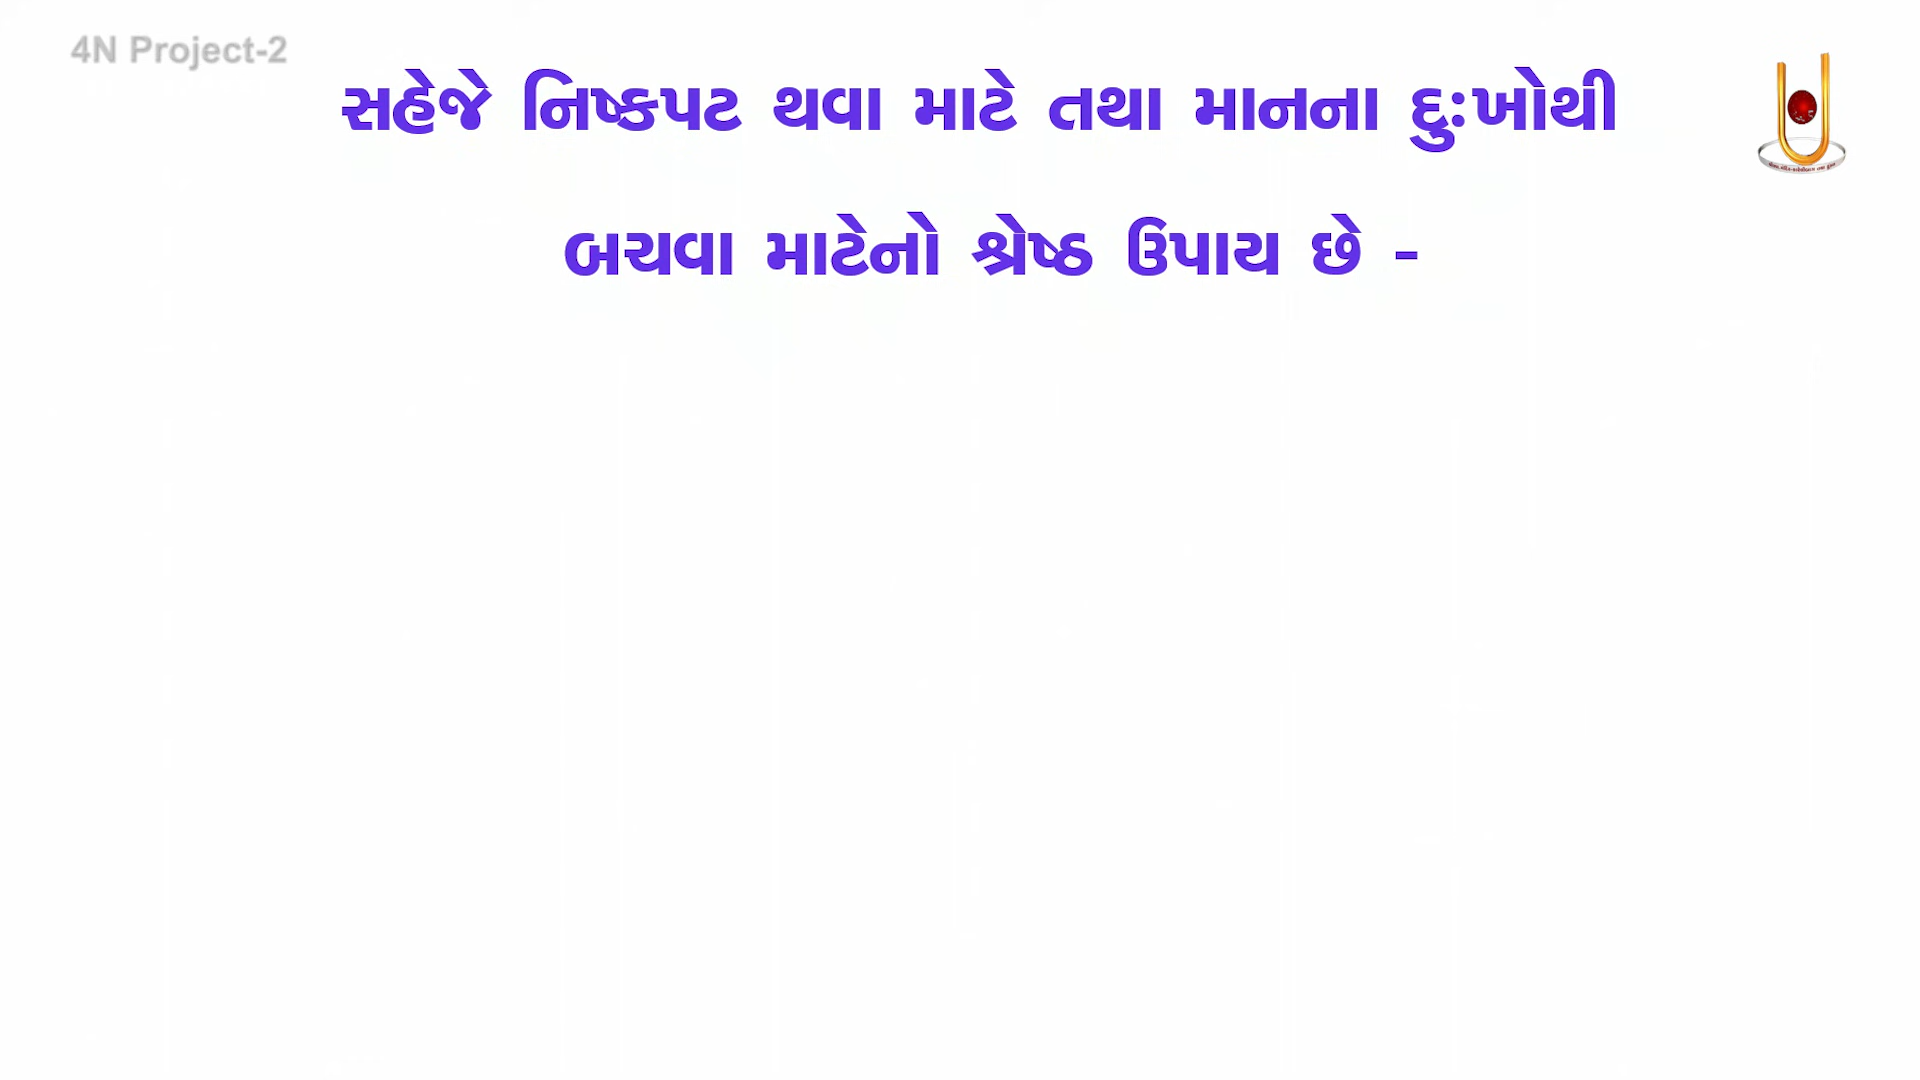 4N Project-2
સહેજે નિષ્કપટ થવા માટે તથા માનના દુઃખોથી
બચવા માટેનો શ્રેષ્ઠ ઉપાય છે -